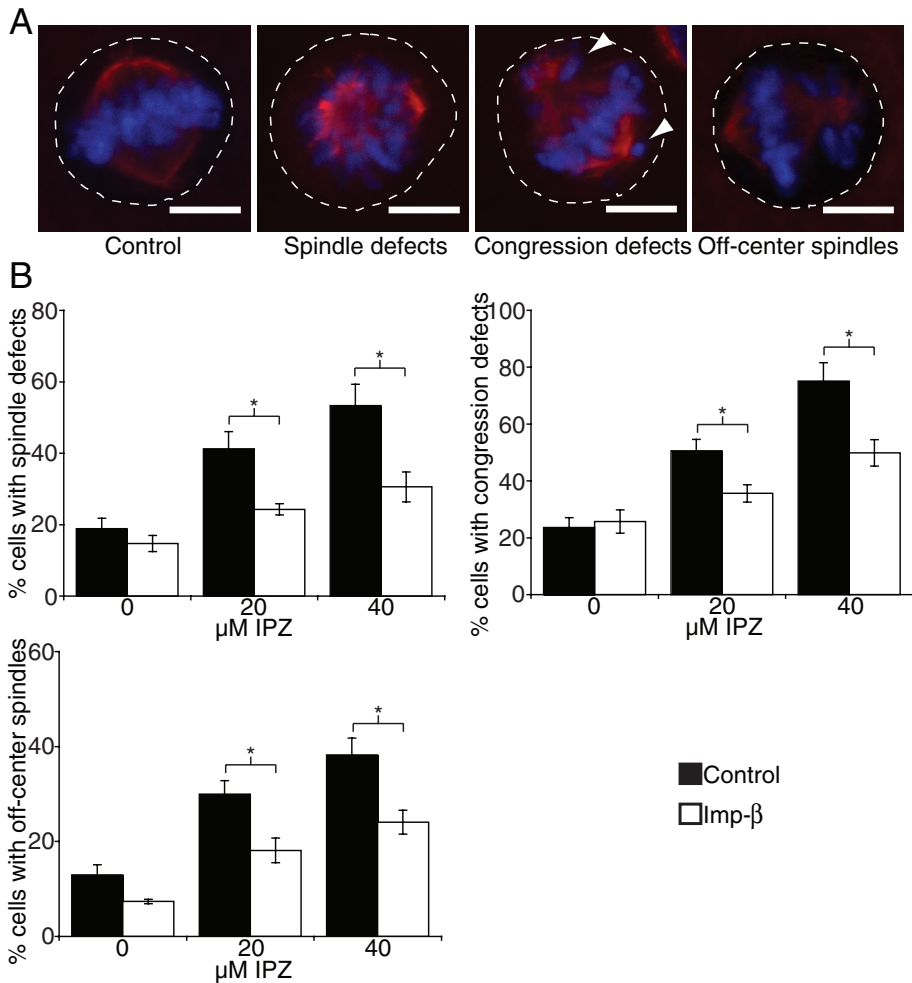 A
Control
Spindle defects
Congression defects
Off-center spindles
B
% cells with spindle defects
80
60
40
20
0
*
*
0
20
40
µM IPZ
% cells with congression defects
100
80
60
40
20
0
*
*
0
20
40
µM IPZ
% cells with off-center spindles
60
40
20
0
*
*
0
20
40
µM IPZ
Control
Imp-β